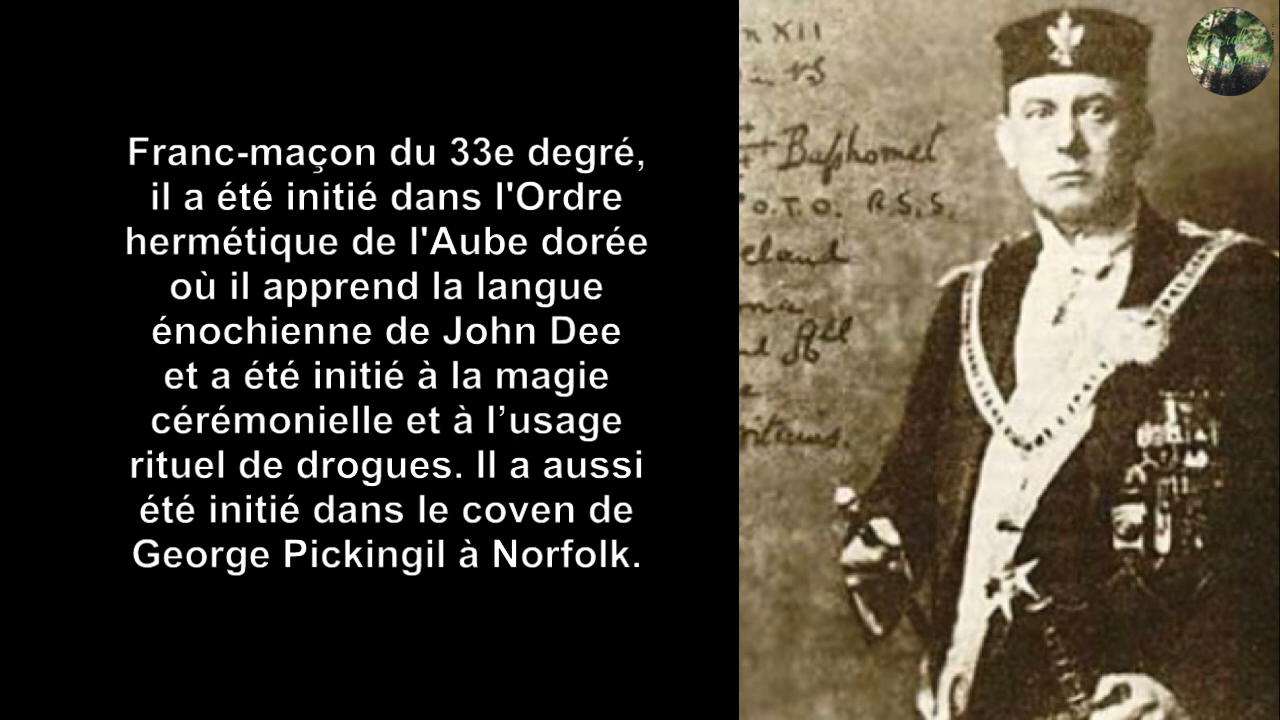 Franc-maçon du 33e degré,
il a été initié dans l'Ordre
hermétique de l'Aube dorée
où il apprend la langue
énochienne de John Dee
et a été initié à la magie
cérémonielle et à l’usage
rituel de drogues. Il a aussi
été initié dans le coven de
George Pickingil à Norfolk.
XII
Baphomet
O.T.O. R.S.S.